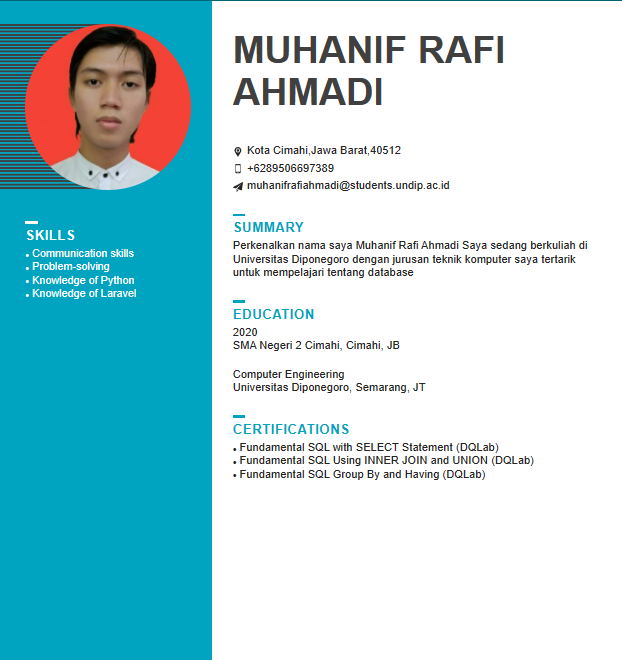 MUHANIF RAFI
AHMADI
Kota Cimahi,Jawa Barat,40512
+6289506697389
muhanifrafiahmadi@students.undip.ac.id
SKILLS
• Communication skills
• Problem-solving
• Knowledge of Python
• Knowledge of Laravel
SUMMARY
Perkenalkan nama saya Muhanif Rafi Ahmadi Saya sedang berkuliah di
Universitas Diponegoro dengan jurusan teknik komputer saya tertarik
untuk mempelajari tentang database
EDUCATION
2020
SMA Negeri 2 Cimahi, Cimahi, JB
Computer Engineering
Universitas Diponegoro, Semarang, JT
CERTIFICATIONS
• Fundamental SQL with SELECT Statement (DQLab)
• Fundamental SQL Using INNER JOIN and UNION (DQLab)
• Fundamental SQL Group By and Having (DQLab)